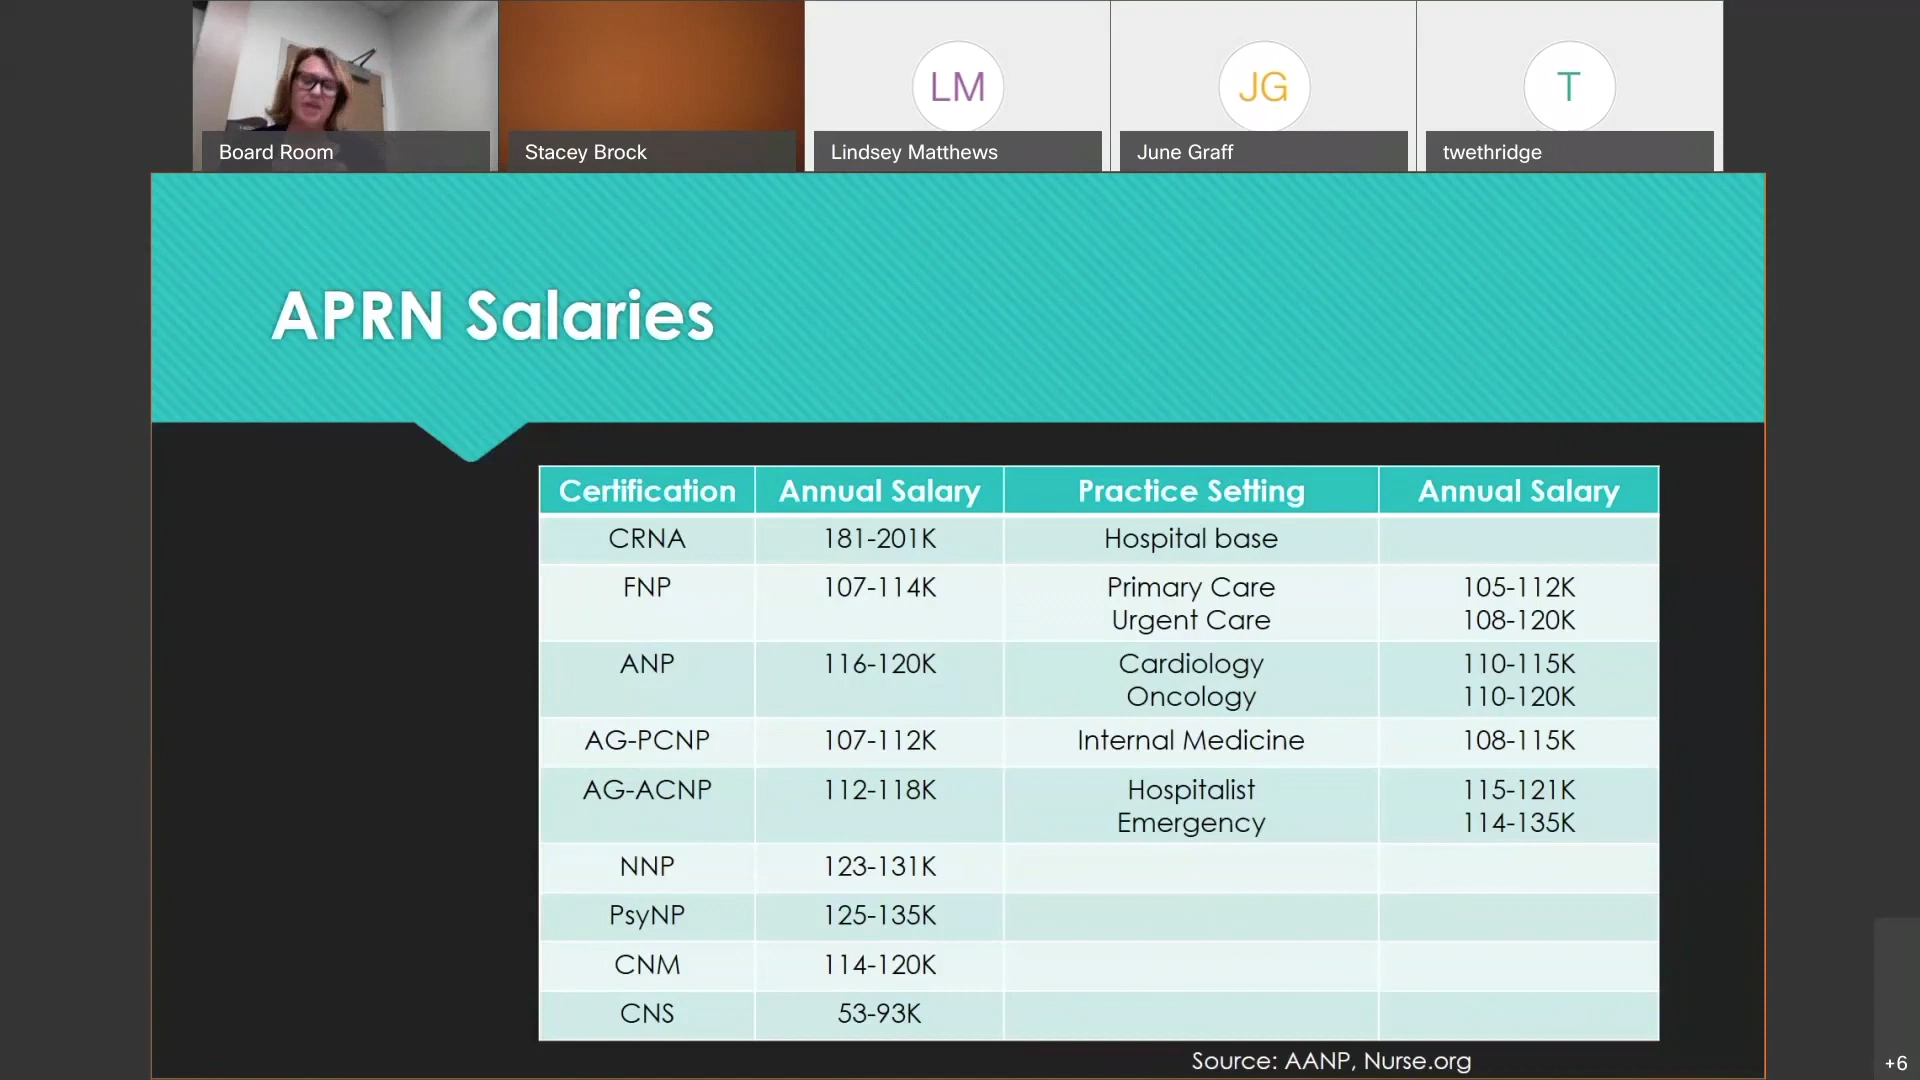 LM
JG
T
Board Room
Stacey Brock
Lindsey Matthews
June Graff
twethridge
APRN Salaries
Certification Annual Salary Practice Setting Annual Salary
CRNA 181-201K Hospital base
FNP 107-114K Primary Care 105-112K
Urgent Care 108-120K
ANP 116-120K Cardiology 110-115K
Oncology 110-120K
AG-PCNP 107-112K Internal Medicine 108-115K
AG-ACNP 112-118K Hospitalist 115-121K
Emergency 114-135K
NNP 123-131K
PsyNP 125-135K
CNM 114-120K
CNS 53-93K
Source: AANP, Nurse.org
+6